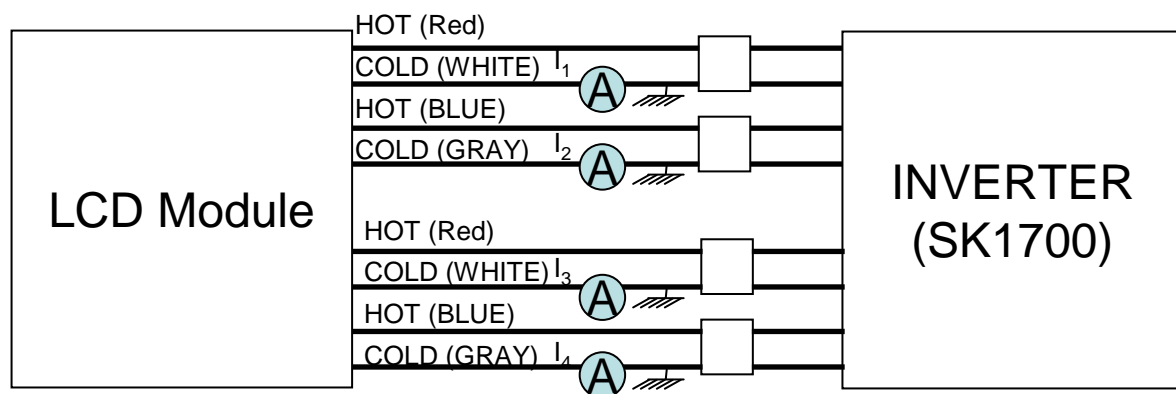 HOT (Red)
COLD (WHITE) I1
A
HOT (BLUE)
COLD (GRAY) I2
A
LCD Module
INVERTER
(SK1700)
HOT (Red)
COLD (WHITE) I3
A
HOT (BLUE)
COLD (GRAY) I4
A